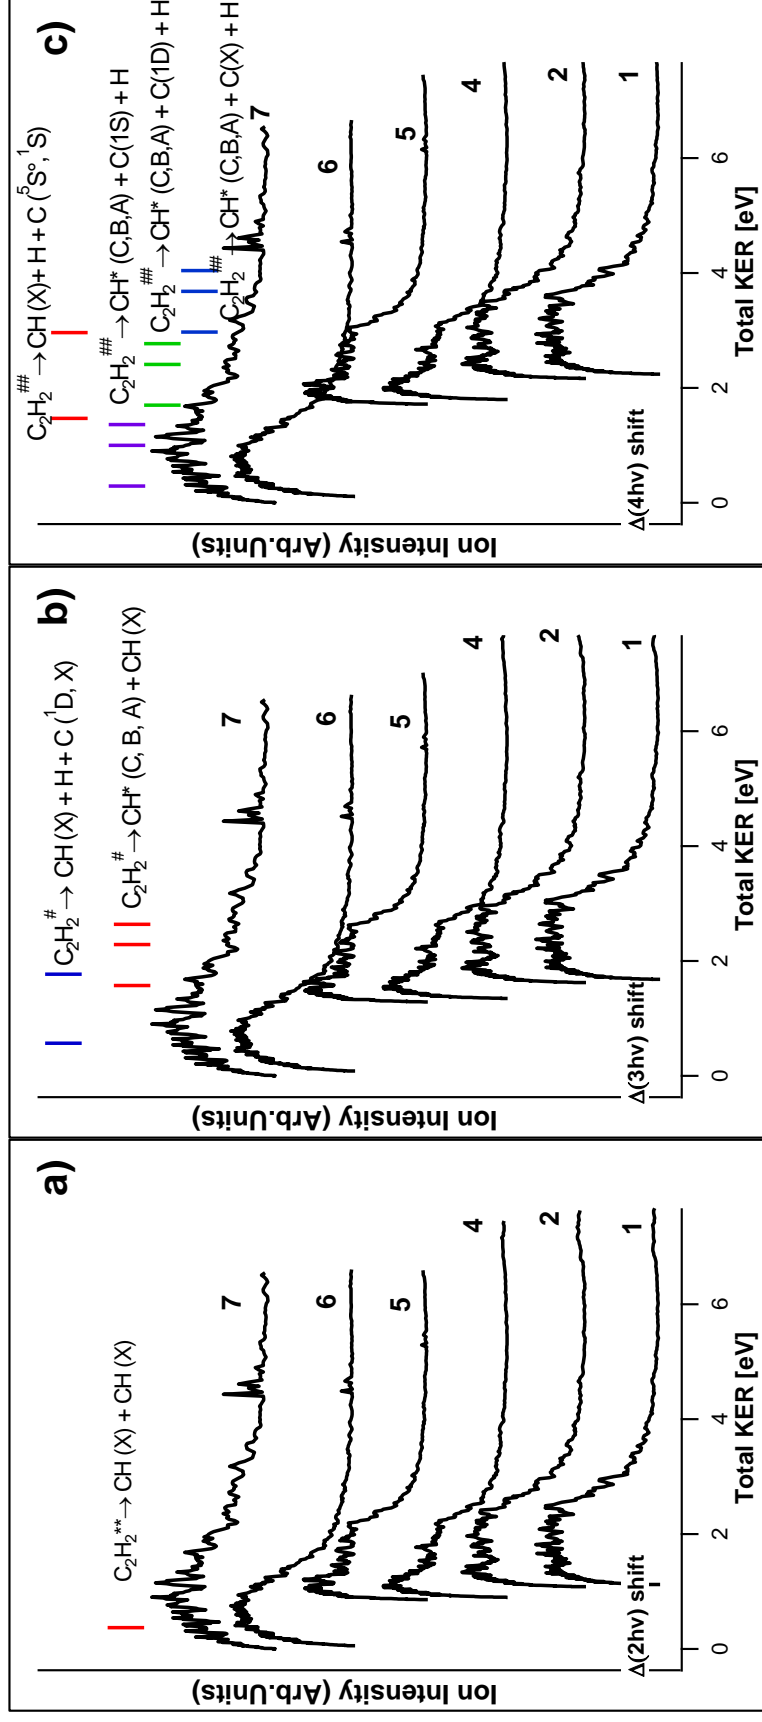 a)
C₂H₂** → CH (X) + CH (X)
7
6
5
4
2
1
Δ(2hν) shift
0 2 4 6
Total KER [eV]
Ion Intensity (Arb.Units)
b)
C₂H₂# → CH (X) + H + C (¹D, X)
C₂H₂# → CH* (C, B, A) + CH (X)
7
6
5
4
2
1
Δ(3hν) shift
0 2 4 6
Total KER [eV]
Ion Intensity (Arb.Units)
c)
C₂H₂## → CH (X)+ H + C (⁵S°, ¹S)
C₂H₂## → CH* (C,B,A) + C(1S) + H
C₂H₂## → CH* (C,B,A) + C(1D) + H
C₂H₂## → CH* (C,B,A) + C(X) + H
7
6
5
4
2
1
Δ(4hν) shift
0 2 4 6
Total KER [eV]
Ion Intensity (Arb.Units)